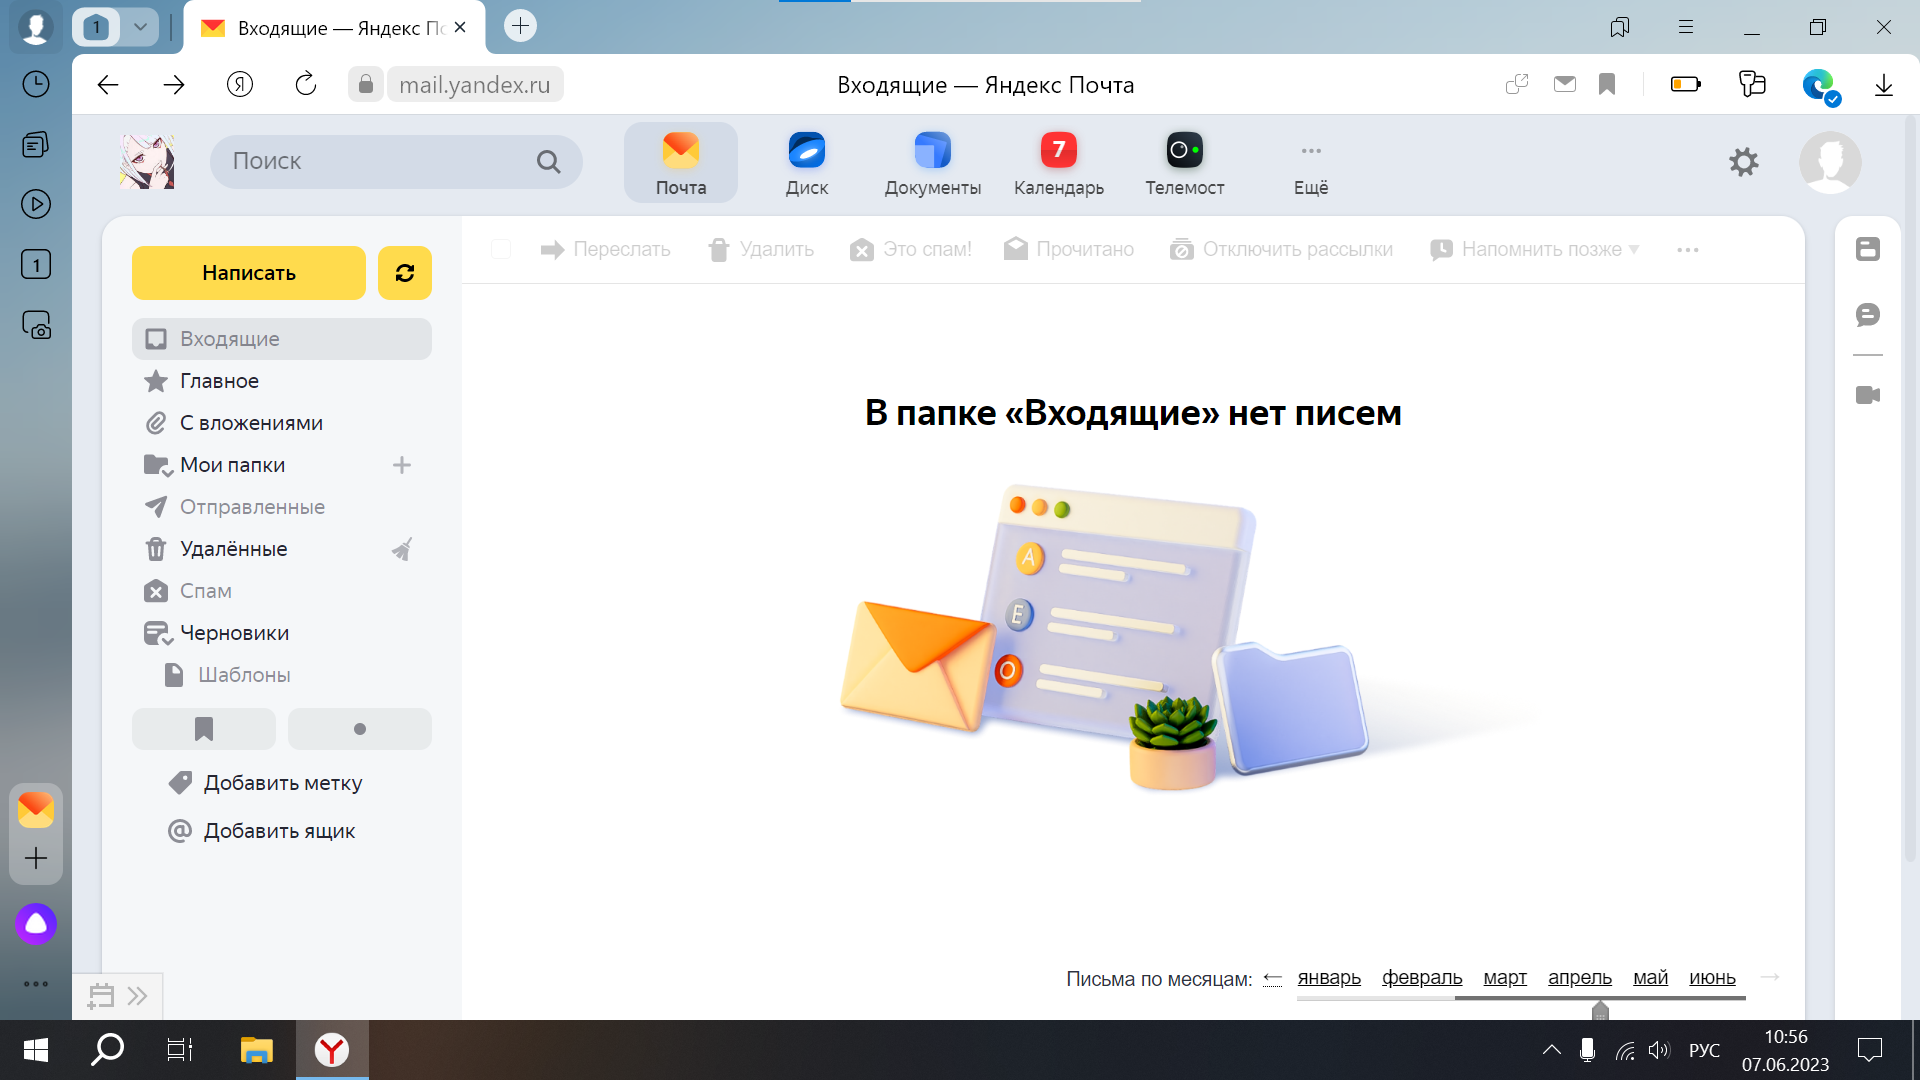 1
Входящие — Яндекс По
mail.yandex.ru
Входящие — Яндекс Почта
Поиск
Почта
Диск
Документы
7
Календарь
Телемост
Ещё
1
Написать
Переслать
Удалить
Это спам!
Прочитано
Отключить рассылки
Напомнить позже
Входящие
Главное
С вложениями
Мои папки
Отправленные
Удалённые
Спам
Черновики
Шаблоны
Добавить метку
Добавить ящик
В папке «Входящие» нет писем
A
E
O
Письма по месяцам: ← январь февраль март апрель май июнь →
РУС
10:56
07.06.2023